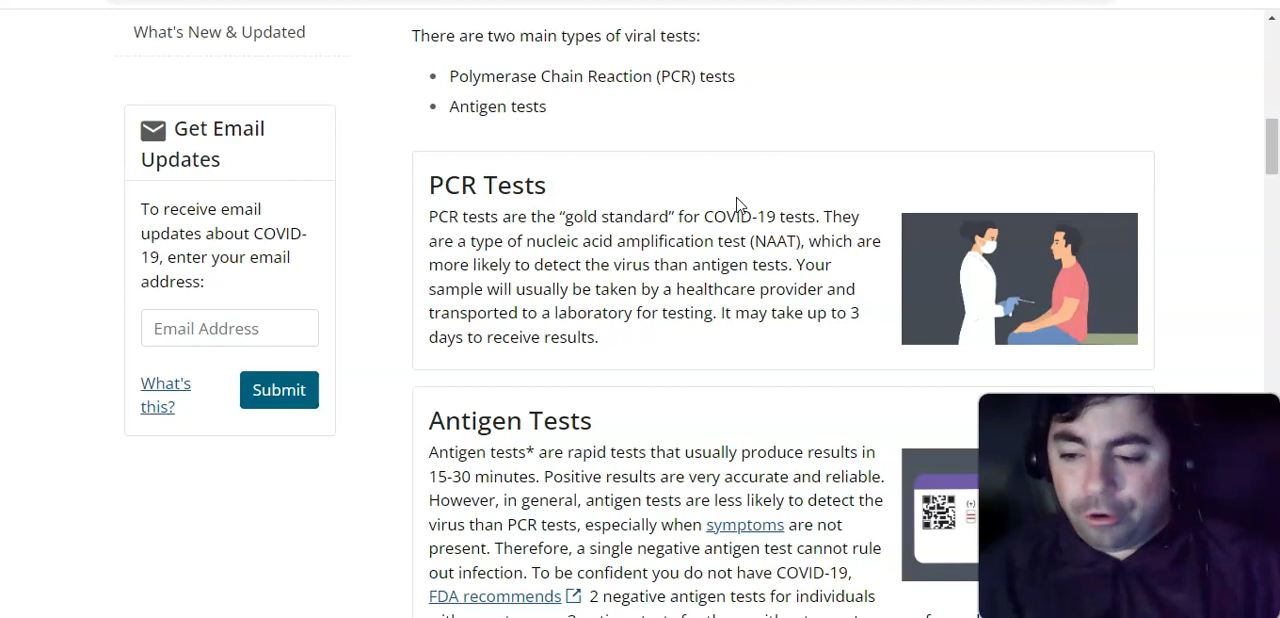 What's New & Updated
Get Email
Updates
To receive email
updates about COVID-
19, enter your email
address:
Email Address
What's
this?
Submit
There are two main types of viral tests:
• Polymerase Chain Reaction (PCR) tests
• Antigen tests
PCR Tests
PCR tests are the “gold standard” for COVID-19 tests. They
are a type of nucleic acid amplification test (NAAT), which are
more likely to detect the virus than antigen tests. Your
sample will usually be taken by a healthcare provider and
transported to a laboratory for testing. It may take up to 3
days to receive results.
Antigen Tests
Antigen tests* are rapid tests that usually produce results in
15-30 minutes. Positive results are very accurate and reliable.
However, in general, antigen tests are less likely to detect the
virus than PCR tests, especially when symptoms are not
present. Therefore, a single negative antigen test cannot rule
out infection. To be confident you do not have COVID-19,
FDA recommends 2 negative antigen tests for individuals
(+)